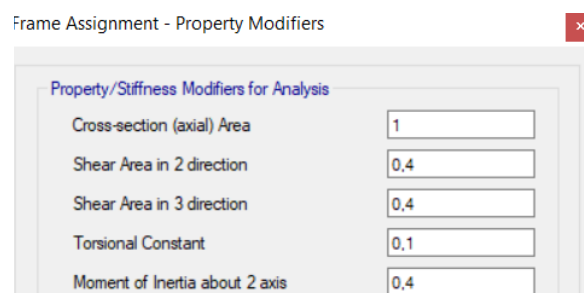 Frame Assignment - Property Modifiers
Property/Stiffness Modifiers for Analysis
Cross-section (axial) Area 1
Shear Area in 2 direction 0,4
Shear Area in 3 direction 0,4
Torsional Constant 0,1
Moment of Inertia about 2 axis 0,4